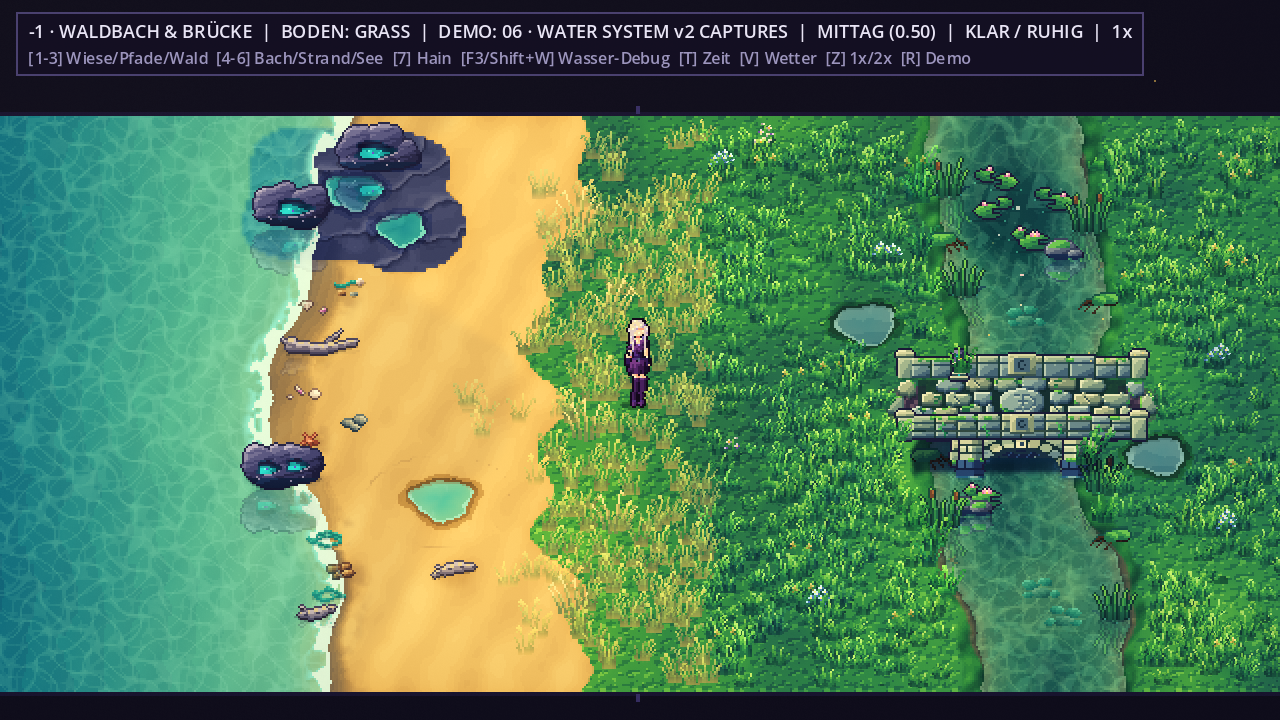 -1 · WALDBACH & BRÜCKE | BODEN: GRASS | DEMO: 06 · WATER SYSTEM v2 CAPTURES | MITTAG (0.50) | KLAR / RUHIG | 1x
[1-3] Wiese/Pfade/Wald [4-6] Bach/Strand/See [7] Hain [F3/Shift+W] Wasser-Debug [T] Zeit [V] Wetter [Z] 1x/2x [R] Demo